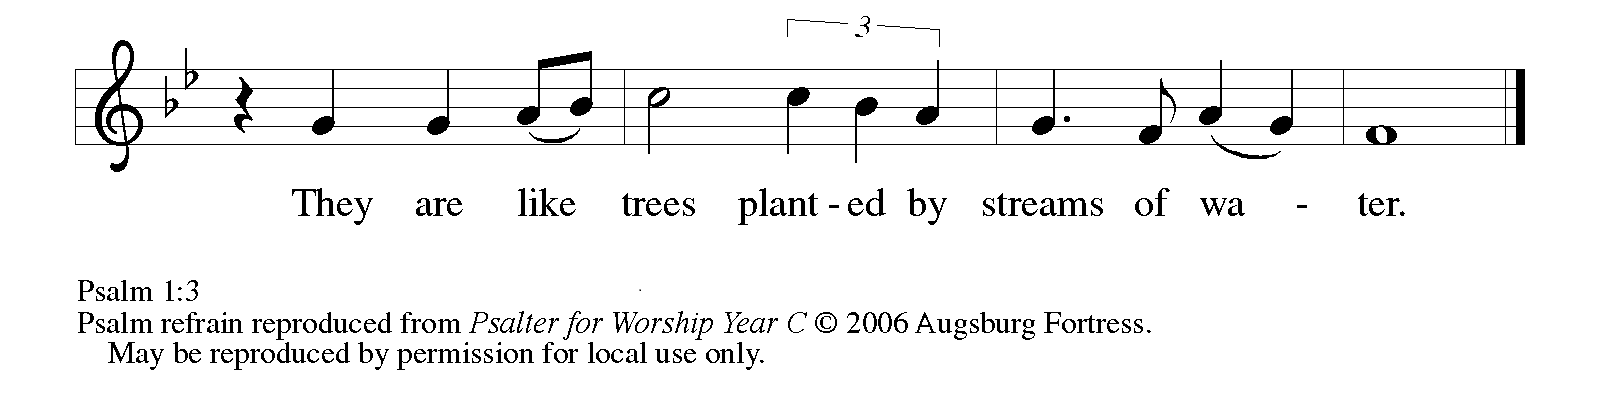 3
They are like trees plant - ed by streams of wa - ter.
Psalm 1:3
Psalm refrain reproduced from Psalter for Worship Year C © 2006 Augsburg Fortress.
May be reproduced by permission for local use only.